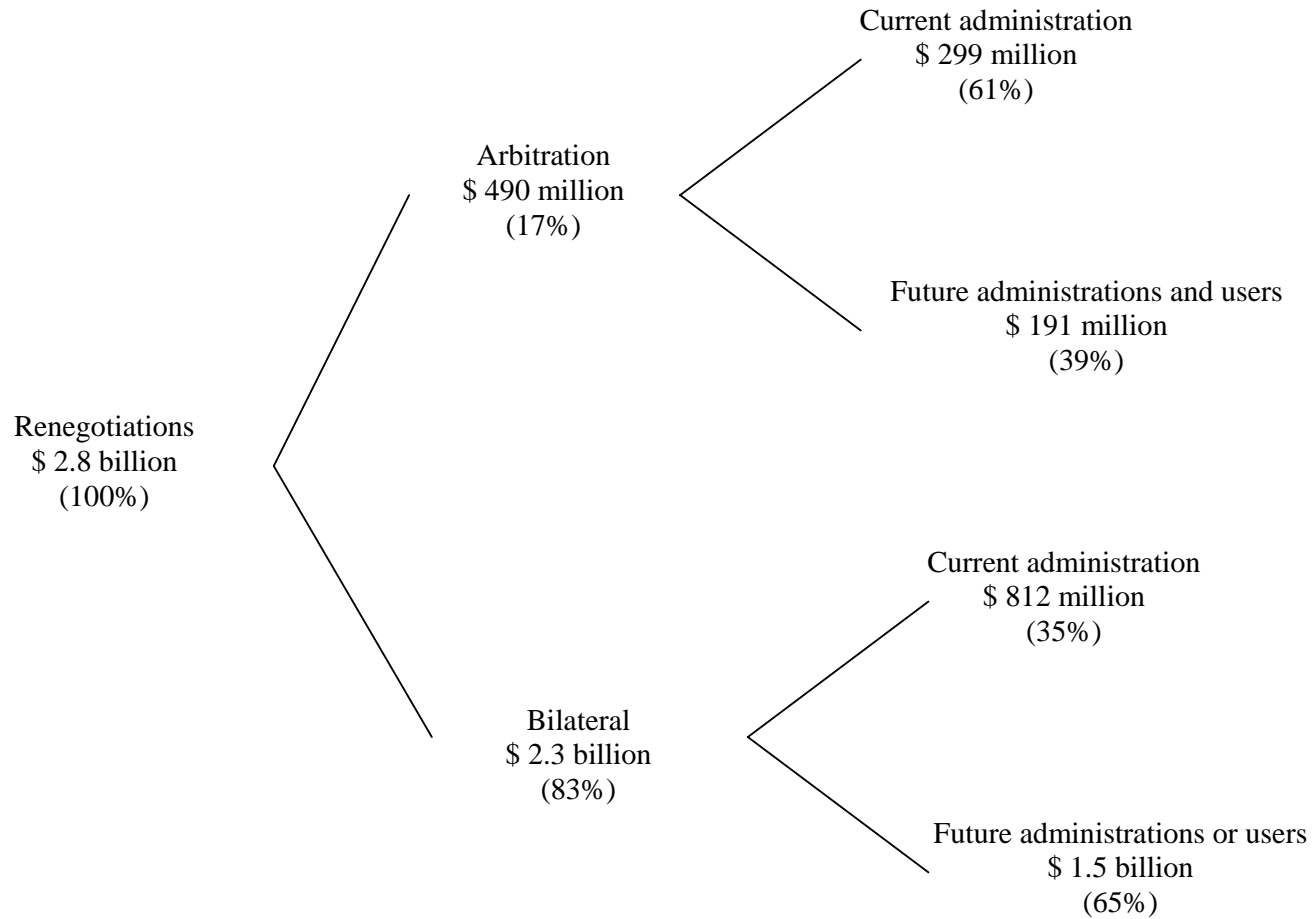 Current administration
$ 299 million
(61%)
Arbitration
$ 490 million
(17%)
Future administrations and users
$ 191 million
(39%)
Renegotiations
$ 2.8 billion
(100%)
Current administration
$ 812 million
(35%)
Bilateral
$ 2.3 billion
(83%)
Future administrations or users
$ 1.5 billion
(65%)